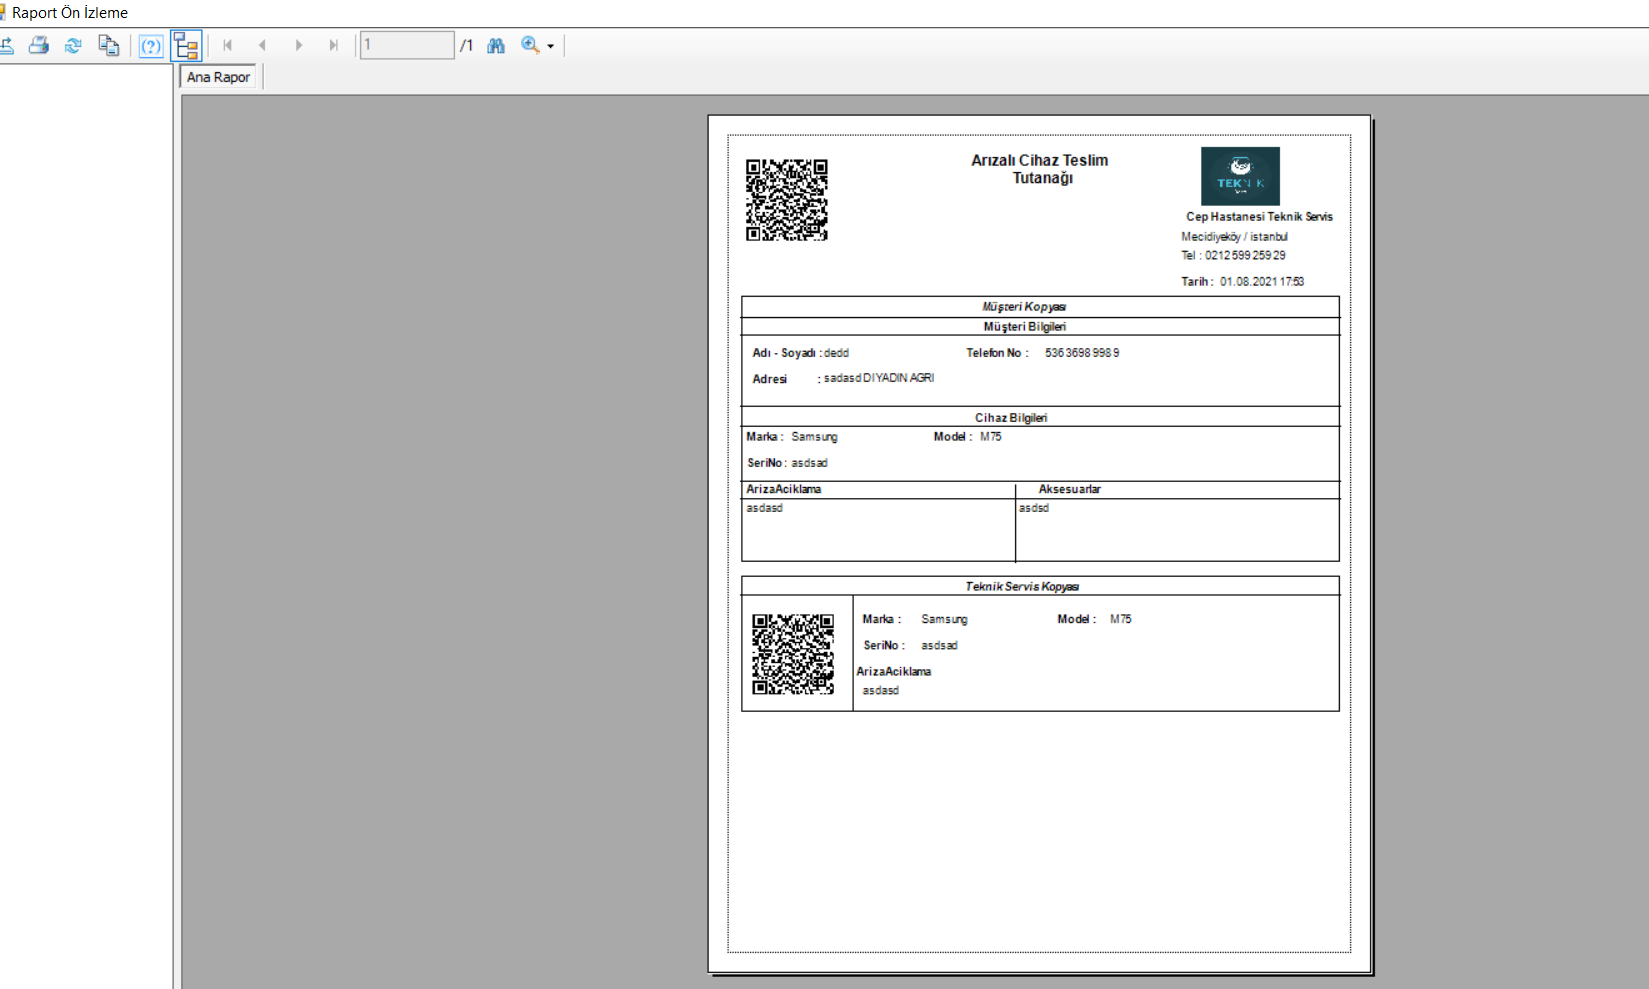 Raport Ön İzleme
1 /1
Ana Rapor
Arızalı Cihaz Teslim
Tutanağı
TEKNİK
Cep Hastanesi Teknik Servis
Mecidiyeköy / istanbul
Tel : 0212 599 259 29
Tarih : 01.08.2021 17:53
Müşteri Kopyası
Müşteri Bilgileri
Adı - Soyadı : dedd Telefon No : 536 3698 998 9
Adresi : sadasd DIYADIN AGRI
Cihaz Bilgileri
Marka : Samsung Model : M75
SeriNo : asdsad
ArizaAciklama Aksesuarlar
asdasd asdsd
Teknik Servis Kopyası
Marka : Samsung Model : M75
SeriNo : asdsad
ArizaAciklama
asdasd